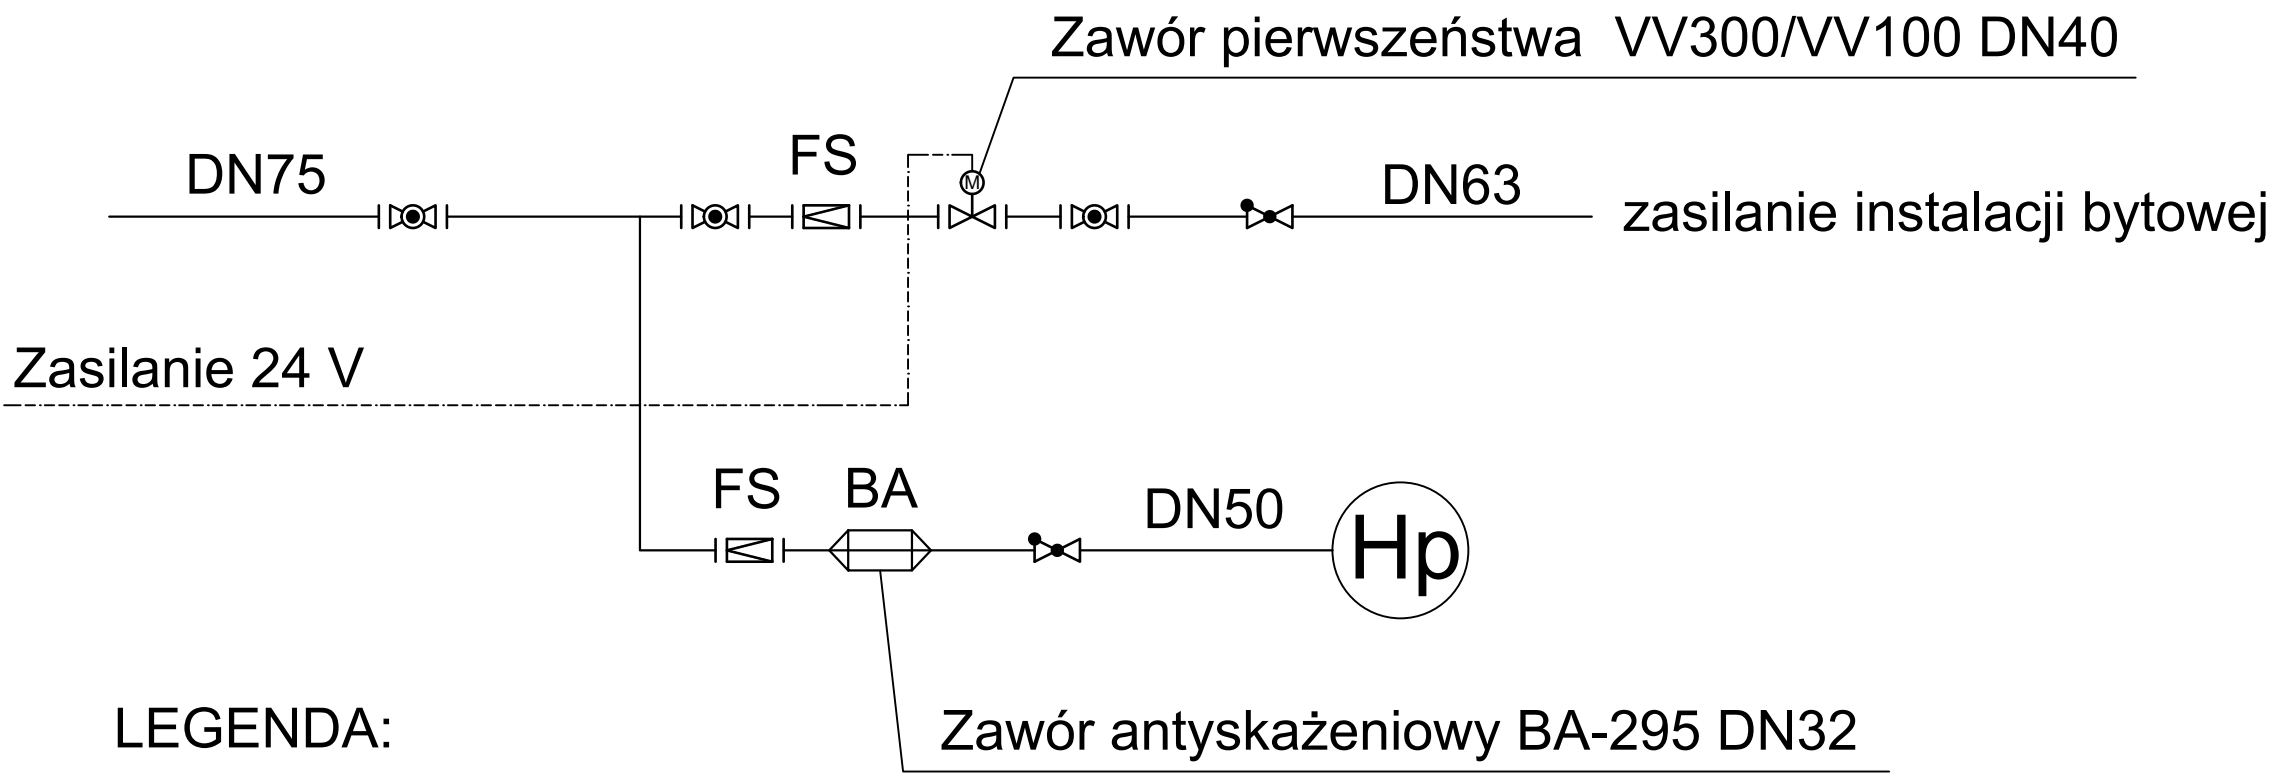 Zawór pierwszeństwa VV300/VV100 DN40
FS
DN75
M
DN63
zasilanie instalacji bytowej
Zasilanie 24 V
FS
BA
DN50
Hp
LEGENDA:
Zawór antyskażeniowy BA-295 DN32